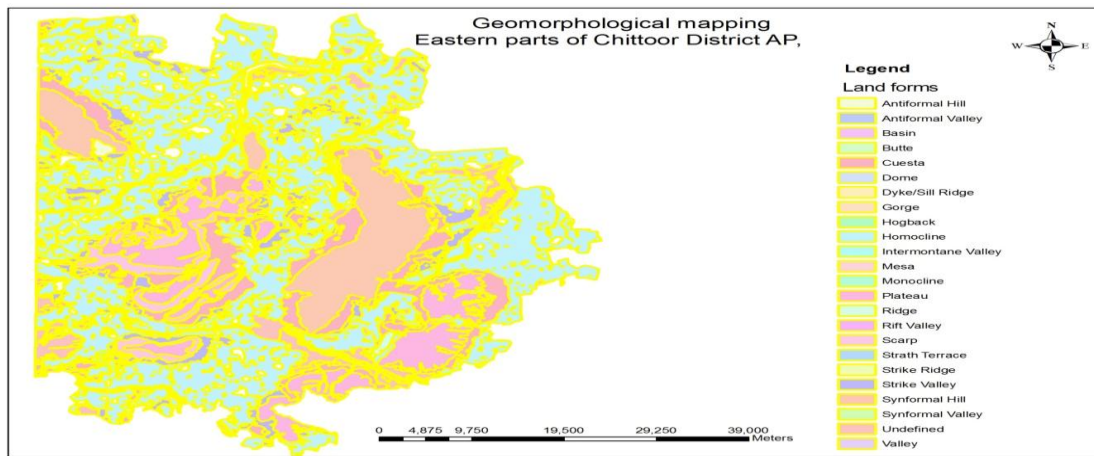 Geomorphological mapping
Eastern parts of Chittoor District AP,
N
W E
S
Legend
Land forms
Antiformal Hill
Antiformal Valley
Basin
Butte
Cuesta
Dome
Dyke/Sill Ridge
Gorge
Hogback
Homocline
Intermontane Valley
Mesa
Monocline
Plateau
Ridge
Rift Valley
Scarp
Strath Terrace
Strike Ridge
Strike Valley
Synformal Hill
Synformal Valley
Undefined
Valley
0 4,875 9,750 19,500 29,250 39,000
Meters